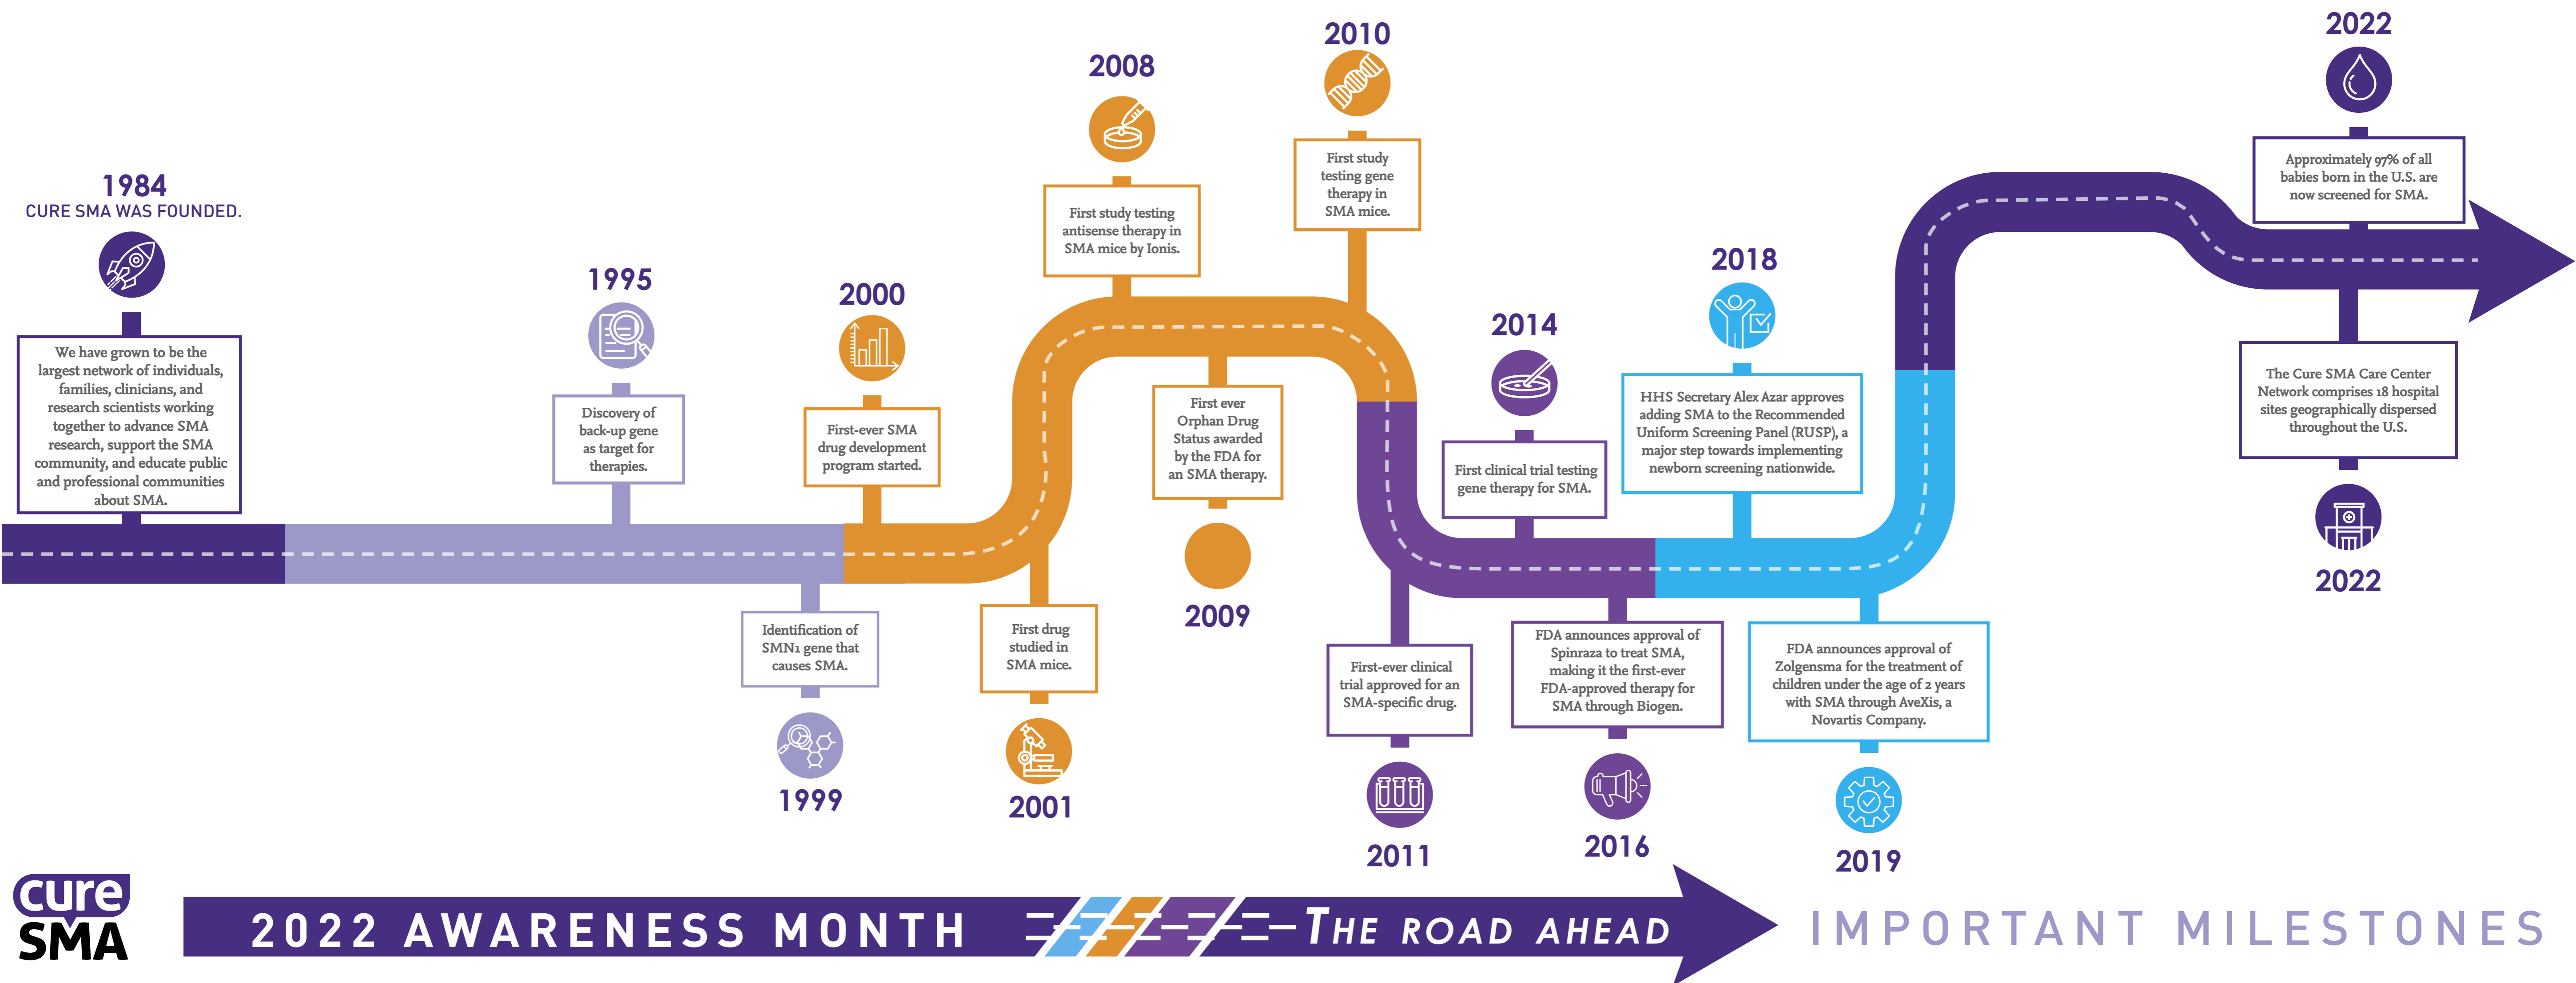 1984
CURE SMA WAS FOUNDED.
We have grown to be the
largest network of individuals,
families, clinicians, and
research scientists working
together to advance SMA
research, support the SMA
community, and educate public
and professional communities
about SMA.
1995
Discovery of
back-up gene
as target for
therapies.
Identification of
SMN1 gene that
causes SMA.
1999
2000
First-ever SMA
drug development
program started.
First drug
studied in
SMA mice.
2001
2008
First study testing
antisense therapy in
SMA mice by Ionis.
First ever
Orphan Drug
Status awarded
by the FDA for
an SMA therapy.
2009
2010
First study
testing gene
therapy in
SMA mice.
First-ever clinical
trial approved for an
SMA-specific drug.
2011
2014
First clinical trial testing
gene therapy for SMA.
FDA announces approval of
Spinraza to treat SMA,
making it the first-ever
FDA-approved therapy for
SMA through Biogen.
2016
2018
HHS Secretary Alex Azar approves
adding SMA to the Recommended
Uniform Screening Panel (RUSP), a
major step towards implementing
newborn screening nationwide.
FDA announces approval of
Zolgensma for the treatment of
children under the age of 2 years
with SMA through AveXis, a
Novartis Company.
2019
2022
Approximately 97% of all
babies born in the U.S. are
now screened for SMA.
The Cure SMA Care Center
Network comprises 18 hospital
sites geographically dispersed
throughout the U.S.
2022
cure
SMA
2022 AWARENESS MONTH
THE ROAD AHEAD
IMPORTANT MILESTONES